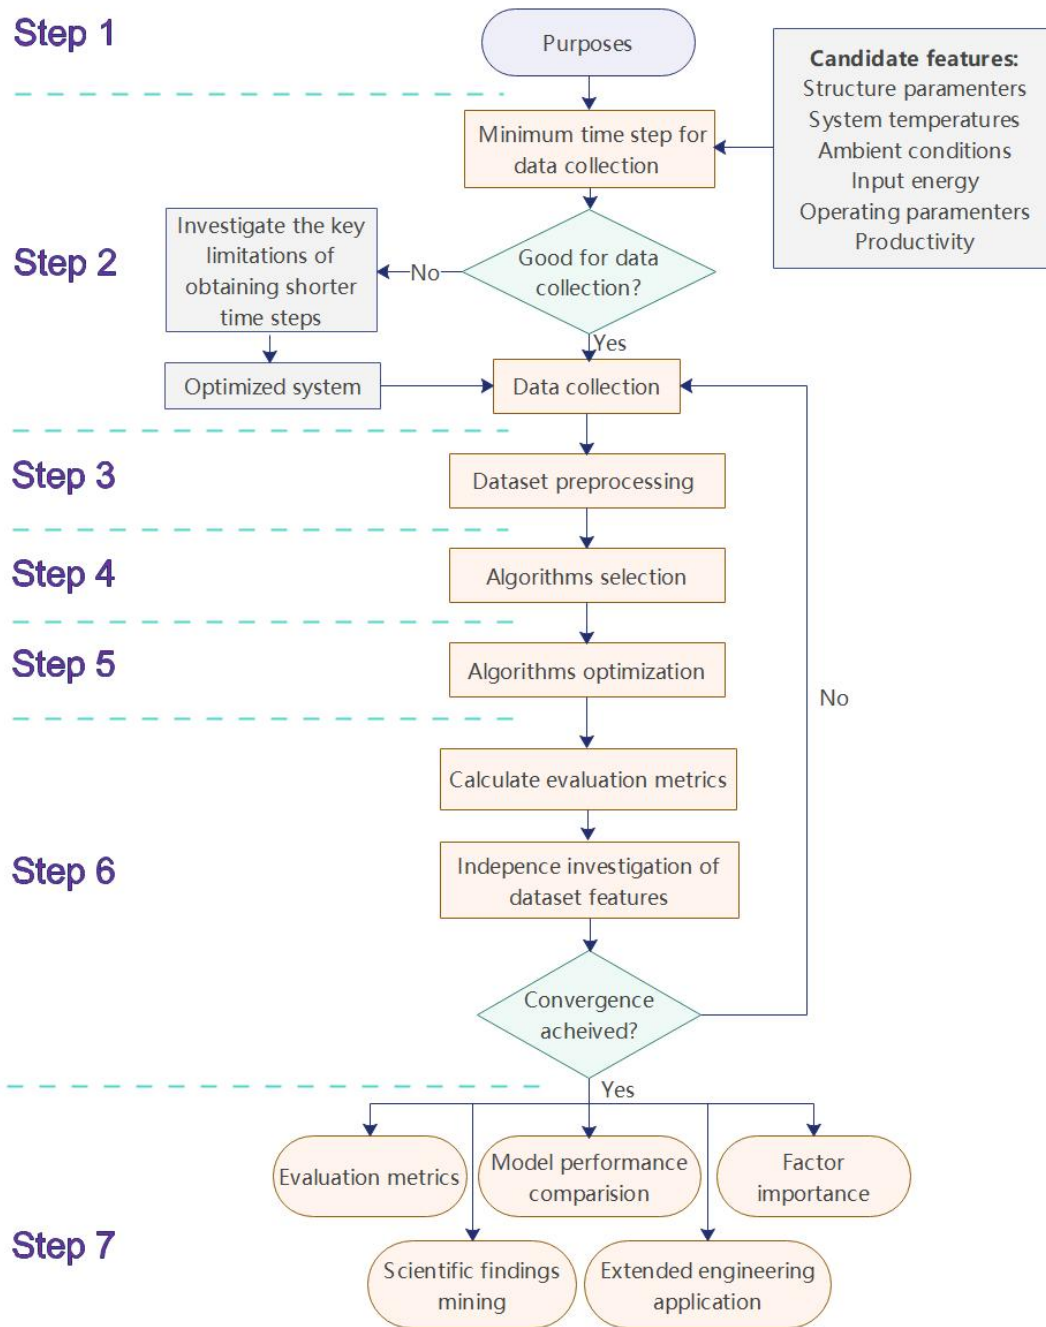 Step 1
Purposes
Candidate features:
Structure paramenters
System temperatures
Ambient conditions
Input energy
Operating paramenters
Productivity
Minimum time step for
data collection
Step 2
Investigate the key
limitations of
obtaining shorter
time steps
No
Good for data
collection?
Yes
Optimized system
Data collection
Step 3
Dataset preprocessing
Step 4
Algorithms selection
Step 5
Algorithms optimization
No
Calculate evaluation metrics
Step 6
Indepence investigation of
dataset features
Convergence
acheived?
Yes
Evaluation metrics
Model performance
comparision
Factor
importance
Step 7
Scientific findings
mining
Extended engineering
application